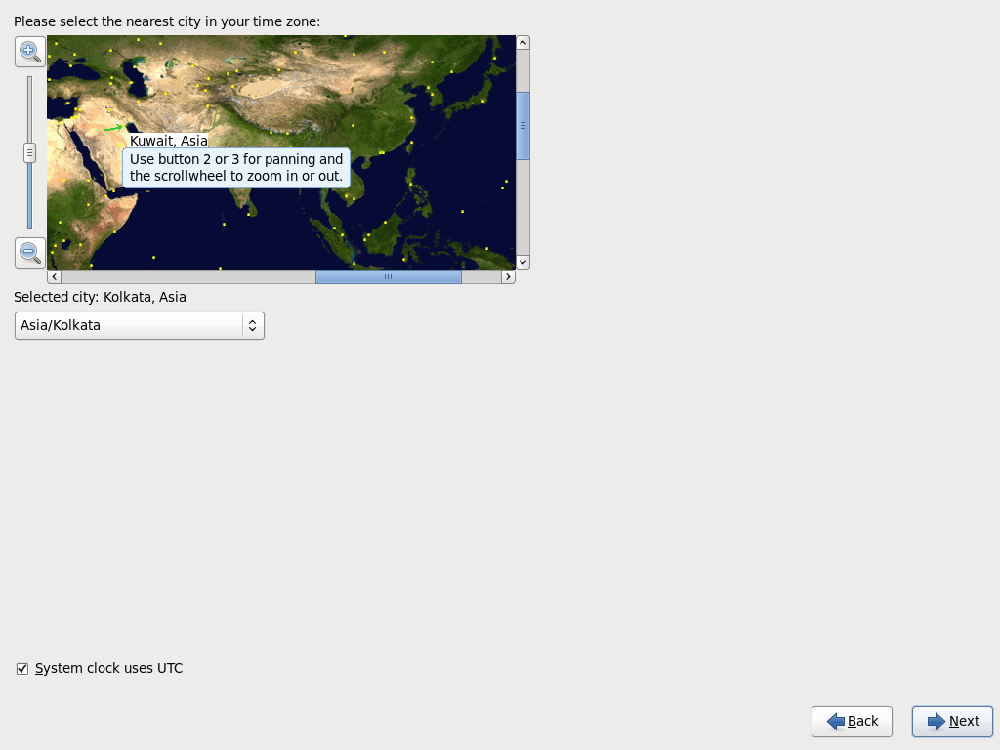 Please select the nearest city in your time zone:
Kuwait, Asia
Use button 2 or 3 for panning and
the scrollwheel to zoom in or out.
Selected city: Kolkata, Asia
Asia/Kolkata
System clock uses UTC
Back
Next